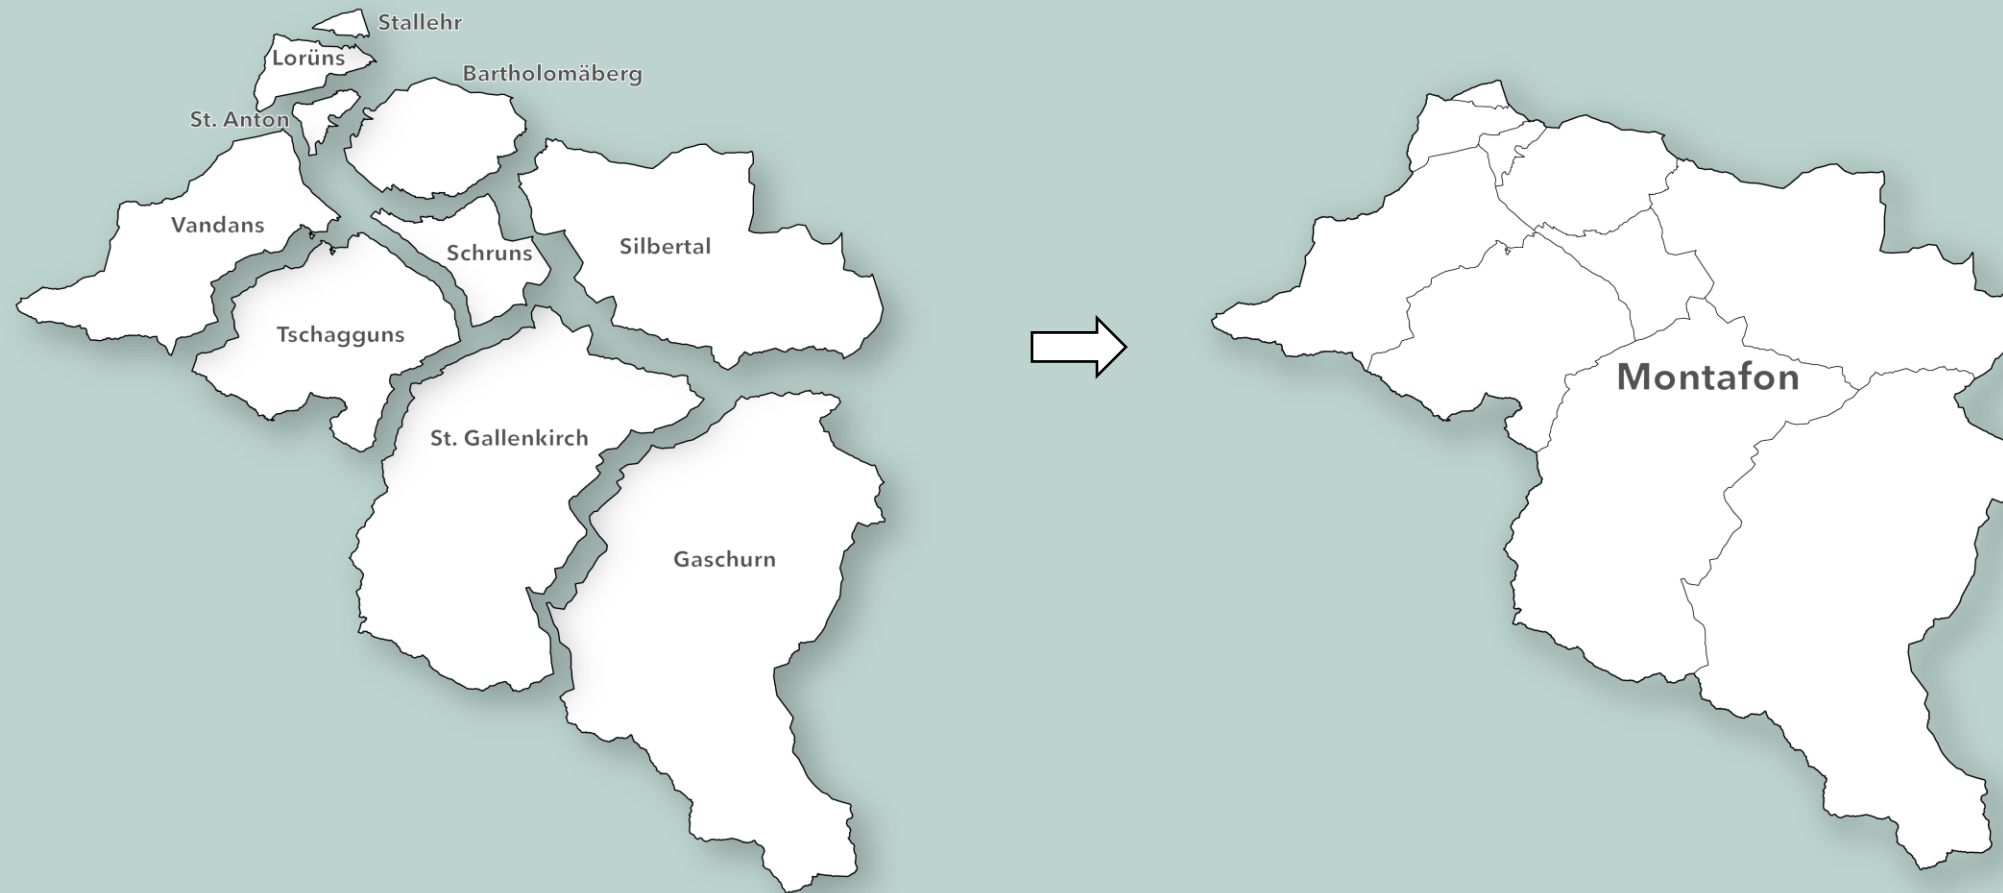 Stallehr
Lorüns
Bartholomäberg
St. Anton
Vandans
Schruns
Silbertal
Tschagguns
Montafon
St. Gallenkirch
Gaschurn